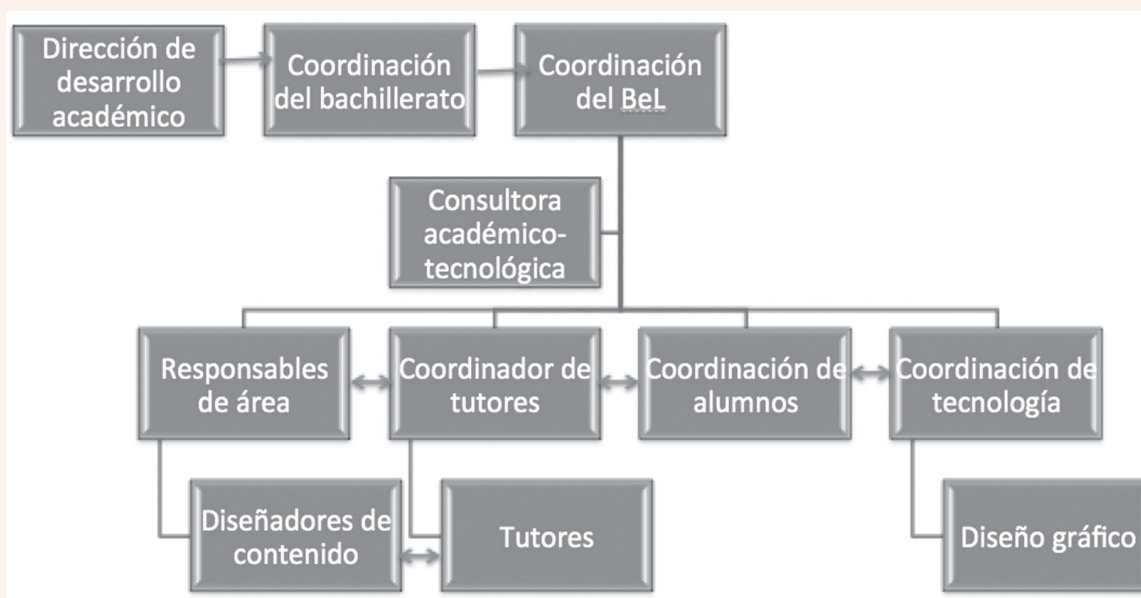 Dirección de
desarrollo
académico
Coordinación
del bachillerato
Coordinación
del BeL
Consultora
académico-
tecnológica
Responsables
de área
Coordinador de
tutores
Coordinación de
alumnos
Coordinación de
tecnología
Diseñadores de
contenido
Tutores
Diseño gráfico